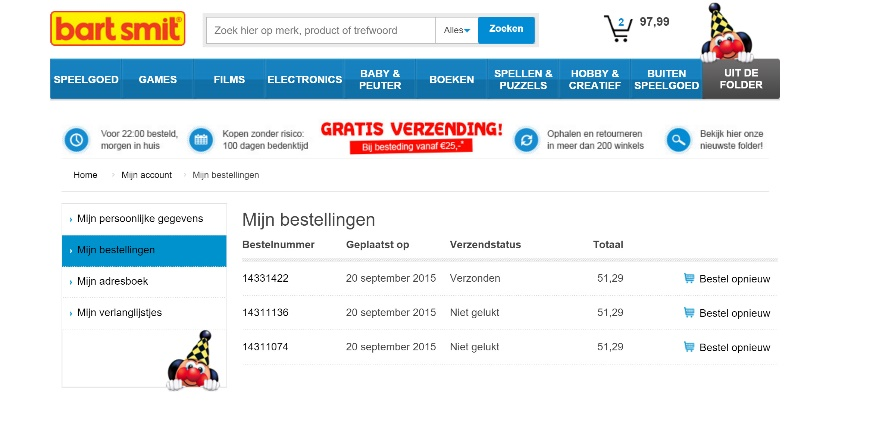 bart smit
Zoek hier op merk, product of trefwoord
Alles
Zoeken
2
97,99
SPEELGOED
GAMES
FILMS
ELECTRONICS
BABY &
PEUTER
BOEKEN
SPELLEN &
PUZZELS
HOBBY &
CREATIEF
BUITEN
SPEELGOED
UIT DE
FOLDER
Voor 22:00 besteld,
morgen in huis
Kopen zonder risico:
100 dagen bedenktijd
GRATIS VERZENDING!
Bij besteding vanaf €25,-*
Ophalen en retourneren
in meer dan 200 winkels
Bekijk hier onze
nieuwste folder!
Home
Mijn account
Mijn bestellingen
Mijn persoonlijke gegevens
Mijn bestellingen
Mijn adresboek
Mijn verlanglijstjes
Mijn bestellingen
Bestelnummer Geplaatst op Verzendstatus Totaal
14331422 20 september 2015 Verzonden 51,29 Bestel opnieuw
14311136 20 september 2015 Niet gelukt 51,29 Bestel opnieuw
14311074 20 september 2015 Niet gelukt 51,29 Bestel opnieuw